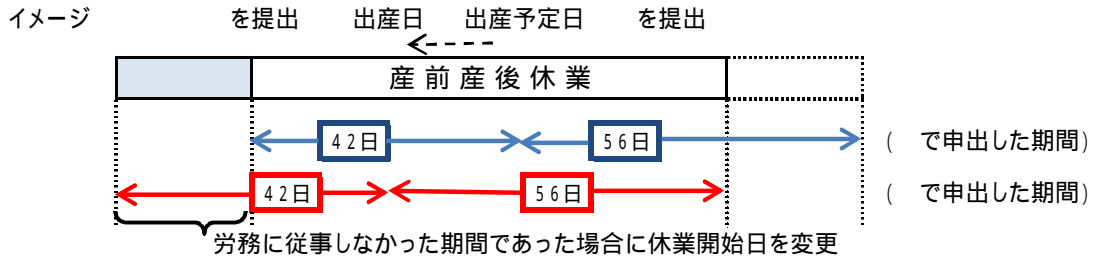 イメージ を提出 出産日 出産予定日 を提出
産前産後休業
42日 56日 ( で申出した期間)
42日 56日 ( で申出した期間)
労務に従事しなかった期間であった場合に休業開始日を変更